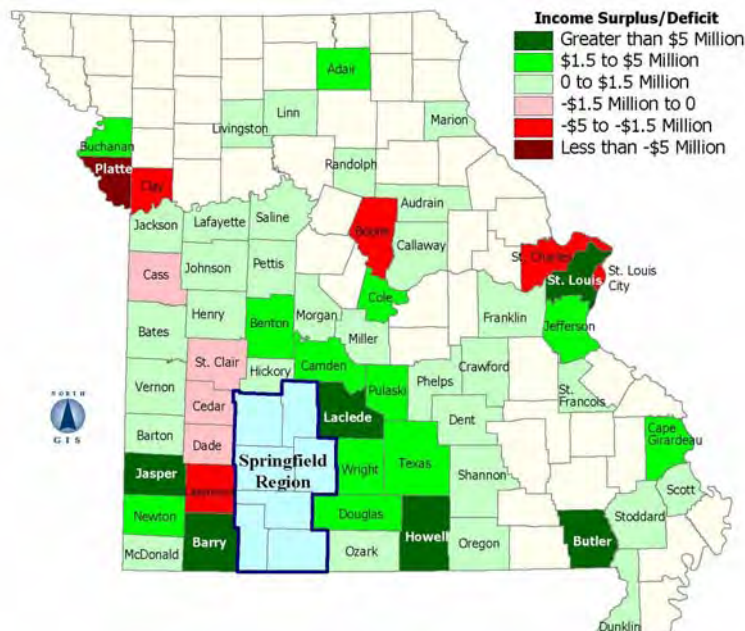 Income Surplus/Deficit
Greater than $5 Million
$1.5 to $5 Million
0 to $1.5 Million
-$1.5 Million to 0
-$5 to -$1.5 Million
Less than -$5 Million
Adair
Linn
Livingston
Marion
Buchanan
Randolph
Platte
Clay
Audrain
Saline
Lafayette
Jackson
Boone
Callaway
St. Charles
Pettis
Johnson
Cass
St. Louis
St. Louis
City
Cole
Henry
Morgan
Franklin
Benton
Jefferson
Bates
Miller
St. Clair
Camden
Crawford
Hickory
Phelps
Pulaski
Vernon
St.
Francois
Cedar
NORTH
GIS
Laclede
Dent
Cape
Girardeau
Barton
Dade
Springfield
Region
Wright
Texas
Jasper
Shannon
Scott
Newton
Douglas
Stoddard
Howell
Butler
Barry
McDonald
Ozark
Oregon
Dunklin